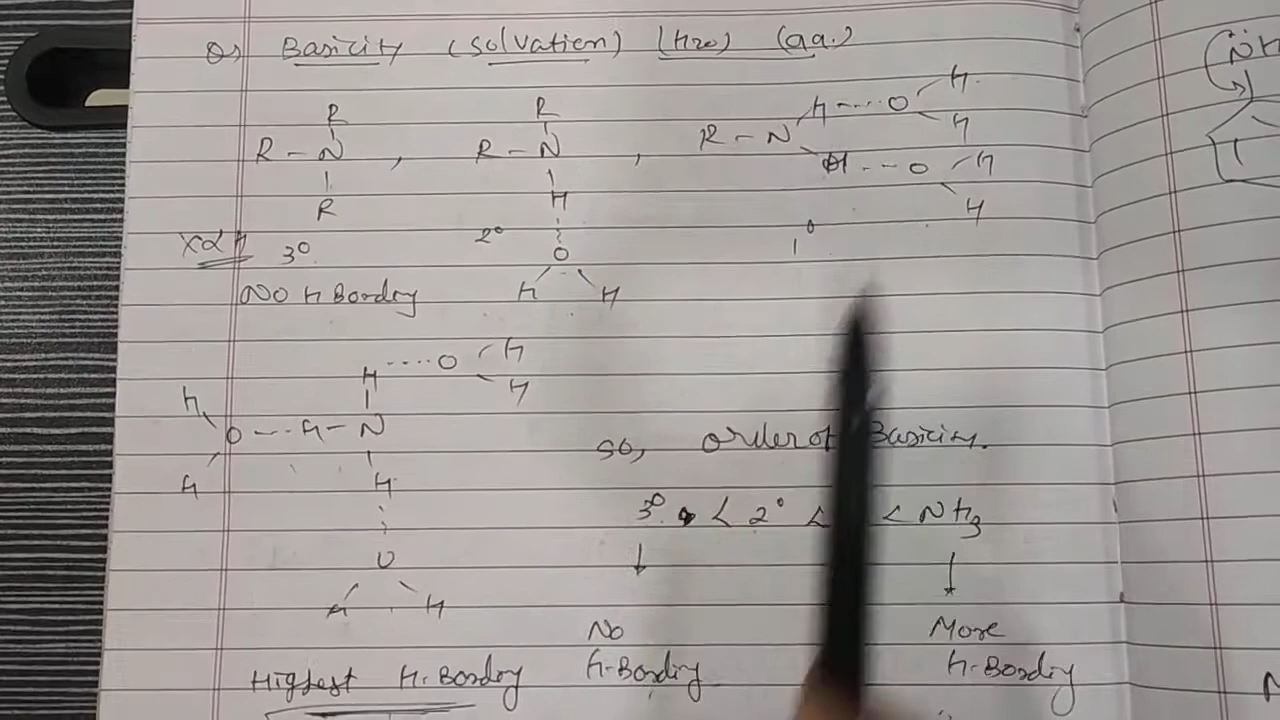 Q) Basicity (Solvation) (H2O) (aq.)
R
R
H---- O
H
H
R - N
,
R - N
,
R - N
H --- O
H
H
R
H
3°
2°
O
1°
No H Bonding
H
H
H ---- O
H
H
H
O --- H - N
H
H
O
H
H
so, order of Basicity.
3° < 2° < < NH3
↓
↓
No
H-Bonding
More
H-Bonding
Highest H-Bonding
NH